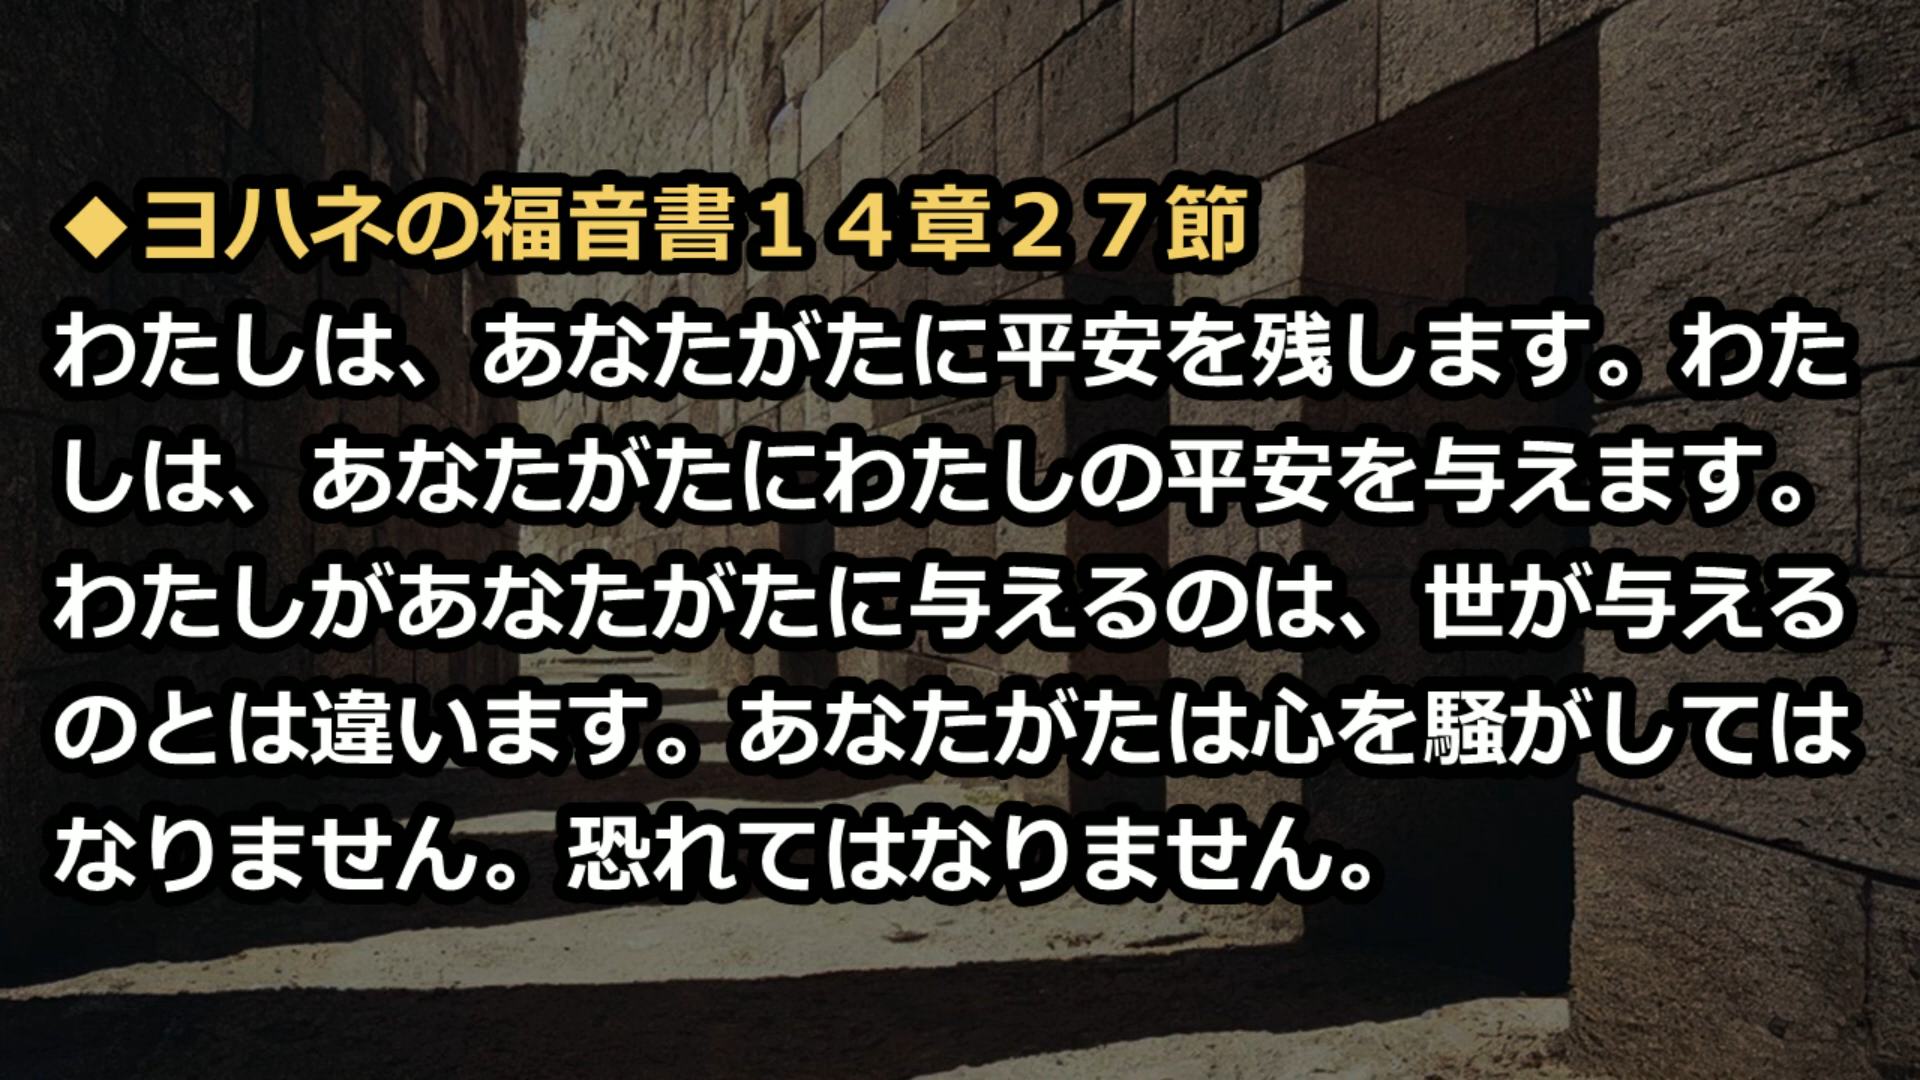 ◆ヨハネの福音書１４章２７節
わたしは、あなたがたに平安を残します。わた
しは、あなたがたにわたしの平安を与えます。
わたしがあなたがたに与えるのは、世が与える
のとは違います。あなたがたは心を騒がしては
なりません。恐れてはなりません。